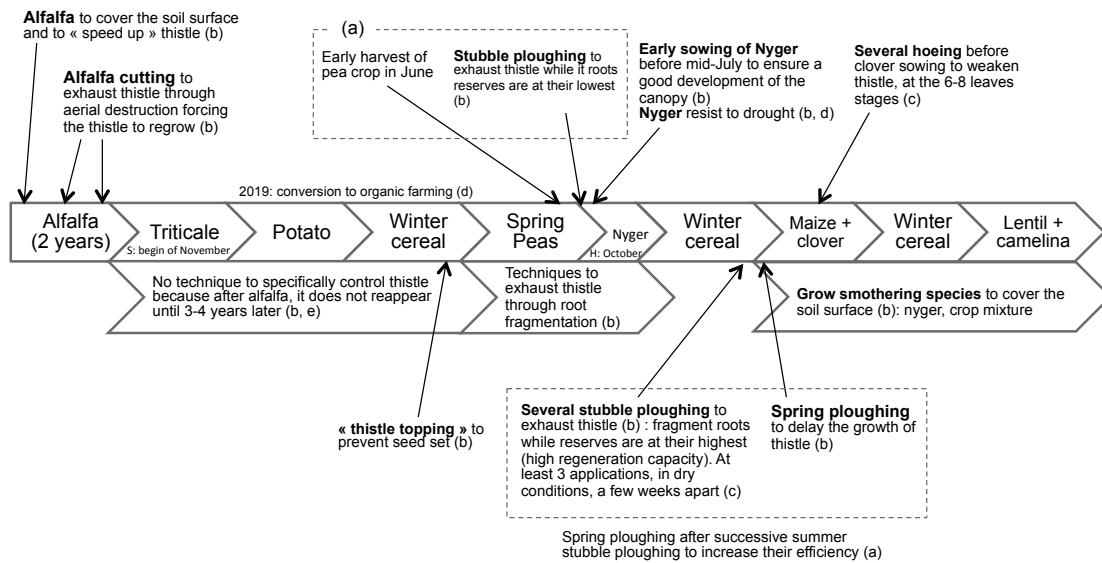 Alfalfa to cover the soil surface
and to « speed up » thistle (b)
Alfalfa cutting to
exhaust thistle through
aerial destruction forcing
the thistle to regrow (b)
(a)
Early harvest of
pea crop in June
Stubble ploughing to
exhaust thistle while it roots
reserves are at their lowest
(b)
Early sowing of Nyger
before mid-July to ensure a
good development of the
canopy (b)
Nyger resist to drought (b, d)
Several hoeing before
clover sowing to weaken
thistle, at the 6-8 leaves
stages (c)
2019: conversion to organic farming (d)
Alfalfa
(2 years)
Triticale
S: begin of November
Potato
Winter
cereal
Spring
Peas
Nyger
H: October
Winter
cereal
Maize +
clover
Winter
cereal
Lentil +
camelina
No technique to specifically control thistle
because after alfalfa, it does not reappear
until 3-4 years later (b, e)
Techniques to
exhaust thistle
through root
fragmentation (b)
Grow smothering species to cover the
soil surface (b): nyger, crop mixture
« thistle topping » to
prevent seed set (b)
Several stubble ploughing to
exhaust thistle (b) : fragment roots
while reserves are at their highest
(high regeneration capacity). At
least 3 applications, in dry
conditions, a few weeks apart (c)
Spring ploughing
to delay the growth of
thistle (b)
Spring ploughing after successive summer
stubble ploughing to increase their efficiency (a)